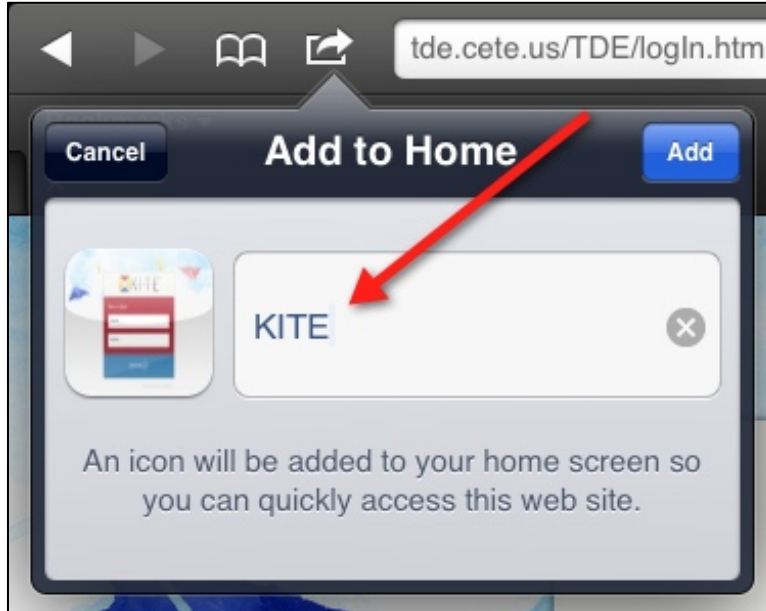 tde.cete.us/TDE/logIn.htm
Cancel
Add to Home
Add
KITE
KITE
An icon will be added to your home screen so
you can quickly access this web site.